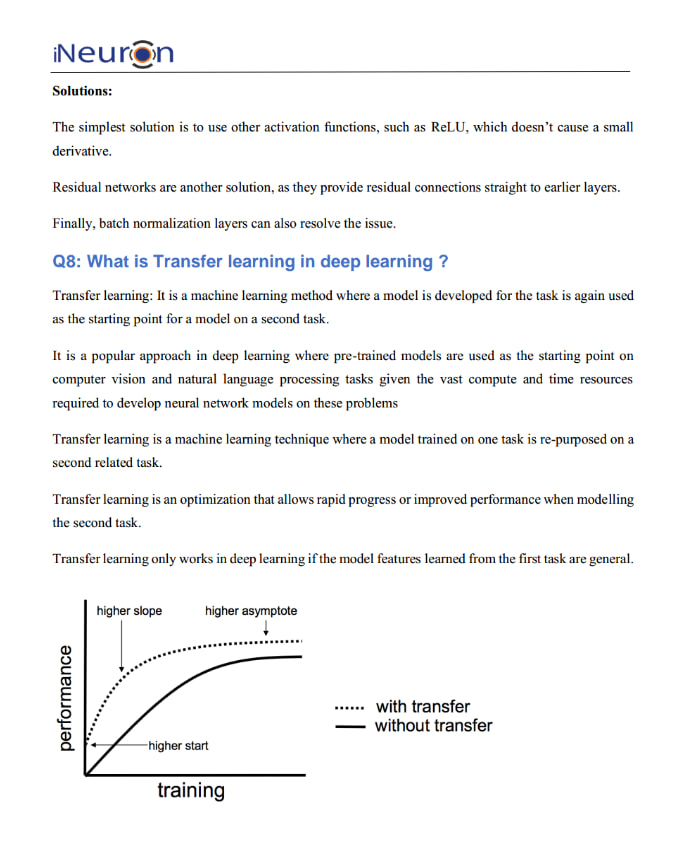 iNeuron
Solutions:
The simplest solution is to use other activation functions, such as ReLU, which doesn’t cause a small
derivative.
Residual networks are another solution, as they provide residual connections straight to earlier layers.
Finally, batch normalization layers can also resolve the issue.
Q8: What is Transfer learning in deep learning ?
Transfer learning: It is a machine learning method where a model is developed for the task is again used
as the starting point for a model on a second task.
It is a popular approach in deep learning where pre-trained models are used as the starting point on
computer vision and natural language processing tasks given the vast compute and time resources
required to develop neural network models on these problems
Transfer learning is a machine learning technique where a model trained on one task is re-purposed on a
second related task.
Transfer learning is an optimization that allows rapid progress or improved performance when modelling
the second task.
Transfer learning only works in deep learning if the model features learned from the first task are general.
higher slope
higher asymptote
performance
with transfer
without transfer
higher start
training